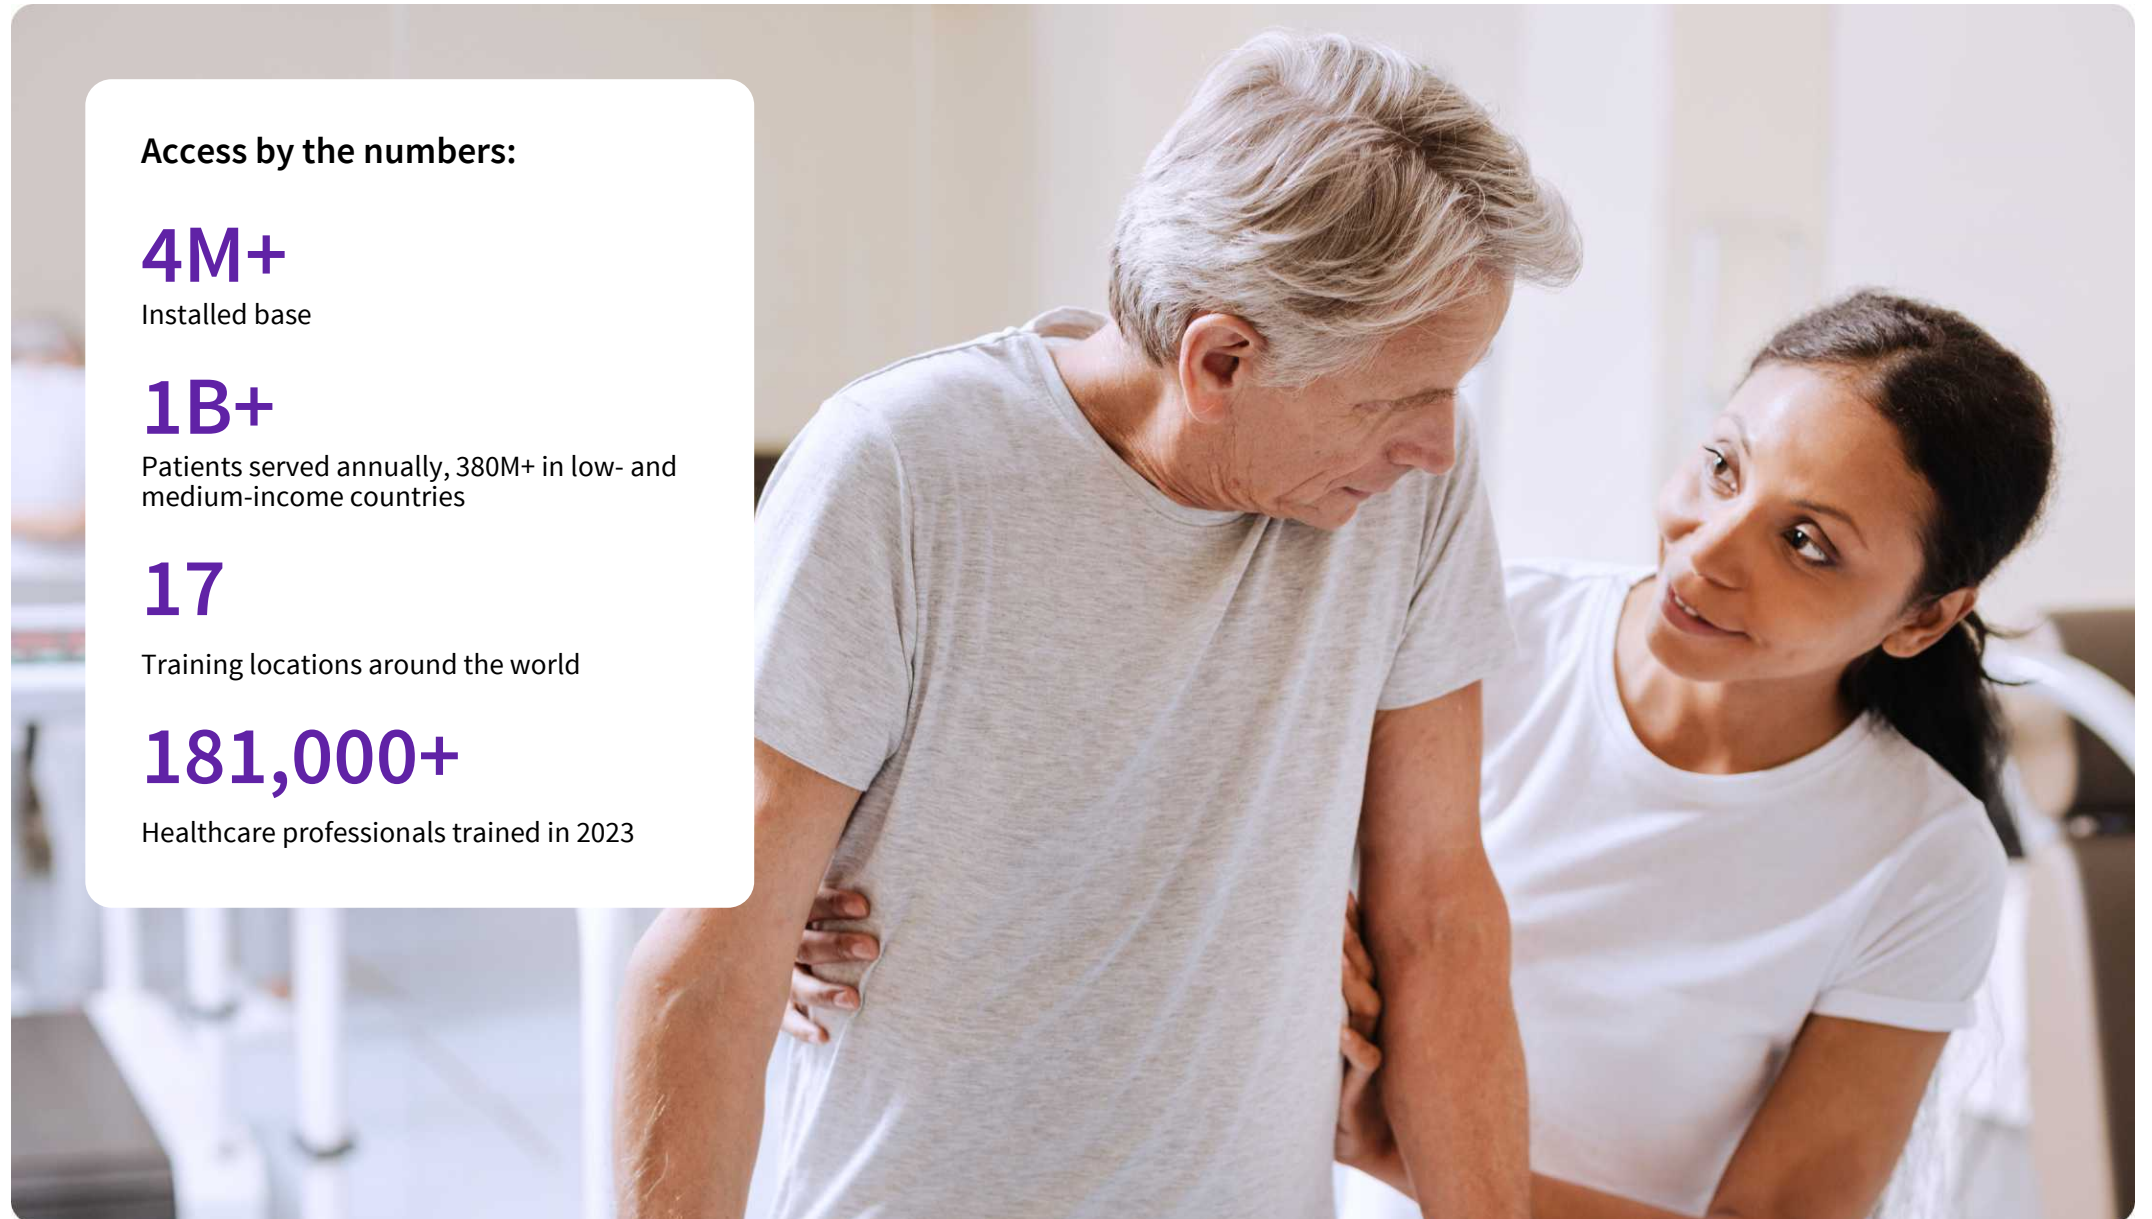 Access by the numbers:
4M+
Installed base
1B+
Patients served annually, 380M+ in low- and
medium-income countries
17
Training locations around the world
181,000+
Healthcare professionals trained in 2023